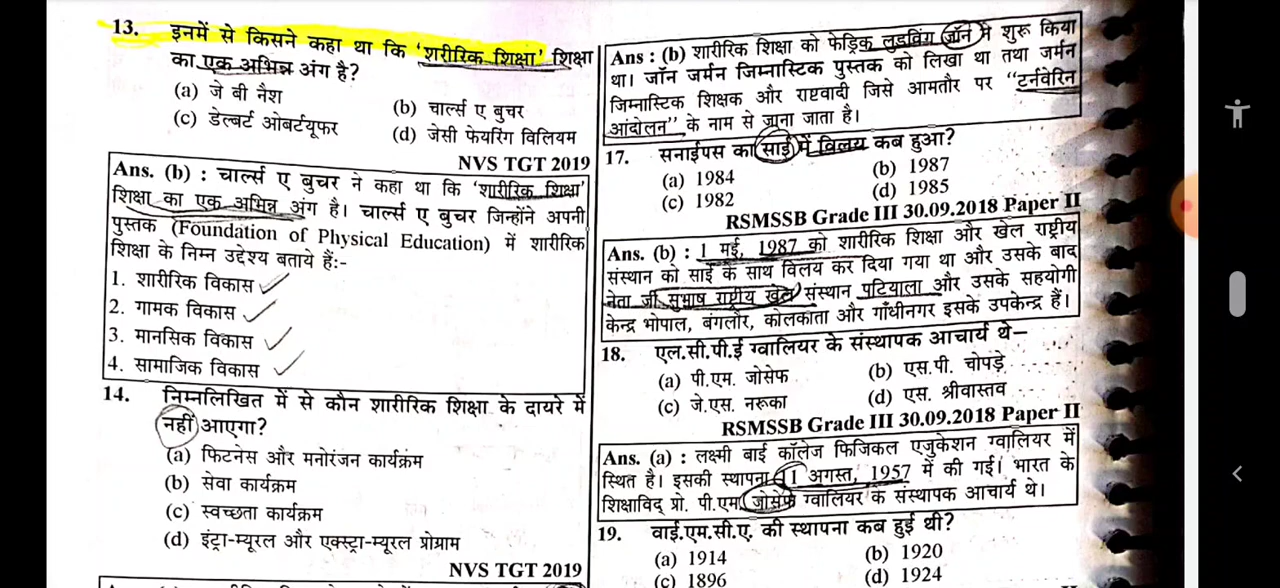 13. इनमें से किसने कहा था कि 'शरीरिक शिक्षा' शिक्षा
का एक अभिन्न अंग है?
(a) जे बी नैश
(b) चार्ल्स ए बुचर
(c) डेल्बर्ट ओबर्टयूफर
(d) जेसी फेयरिंग विलियम
NVS TGT 2019
Ans. (b) : चार्ल्स ए बुचर ने कहा था कि 'शारीरिक शिक्षा'
शिक्षा का एक अभिन्न अंग है। चार्ल्स ए बुचर जिन्होंने अपनी
पुस्तक (Foundation of Physical Education) में शारीरिक
शिक्षा के निम्न उद्देश्य बताये हैं:-
1. शारीरिक विकास
2. गामक विकास
3. मानसिक विकास
4. सामाजिक विकास
14. निम्नलिखित में से कौन शारीरिक शिक्षा के दायरे में
नहीं आएगा?
(a) फिटनेस और मनोरंजन कार्यक्रम
(b) सेवा कार्यक्रम
(c) स्वच्छता कार्यक्रम
(d) इंट्रा-म्यूरल और एक्स्ट्रा-म्यूरल प्रोग्राम
NVS TGT 2019
Ans : (b) शारीरिक शिक्षा को फेड्रिक लुडविंग जॉन में शुरू किया
था। जॉन जर्मन जिम्नास्टिक पुस्तक को लिखा था तथा जर्मन
जिम्नास्टिक शिक्षक और राष्टवादी जिसे आमतौर पर "टर्नवेरिन
आंदोलन" के नाम से जाना जाता है।
17. सनाईपस का साई में विलय कब हुआ?
(a) 1984
(b) 1987
(c) 1982
(d) 1985
RSMSSB Grade III 30.09.2018 Paper II
Ans. (b) : 1 मई, 1987 को शारीरिक शिक्षा और खेल राष्ट्रीय
संस्थान को साई के साथ विलय कर दिया गया था और उसके बाद
नेता जी सुभाष राष्ट्रीय खेल संस्थान पटियाला और उसके सहयोगी
केन्द्र भोपाल, बंगलौर, कोलकाता और गाँधीनगर इसके उपकेन्द्र हैं।
18. एल.सी.पी.ई ग्वालियर के संस्थापक आचार्य थे–
(a) पी.एम. जोसेफ
(b) एस.पी. चोपड़े
(c) जे.एस. नरूका
(d) एस. श्रीवास्तव
RSMSSB Grade III 30.09.2018 Paper II
Ans. (a) : लक्ष्मी बाई कॉलेज फिजिकल एजुकेशन ग्वालियर में
स्थित है। इसकी स्थापना 1 अगस्त, 1957 में की गई। भारत के
शिक्षाविद् प्रो. पी.एम. जोसेफ ग्वालियर के संस्थापक आचार्य थे।
19. वाई.एम.सी.ए. की स्थापना कब हुई थी?
(a) 1914
(b) 1920
(c) 1896
(d) 1924